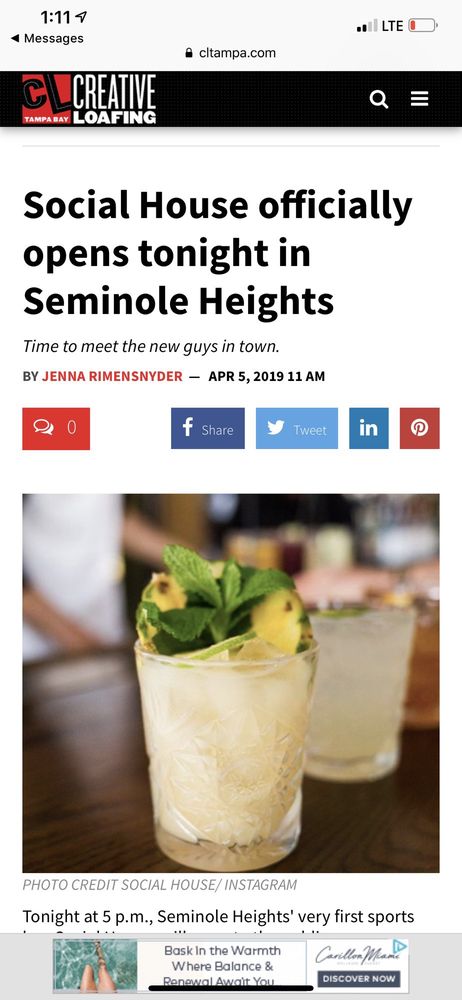 1:11
LTE
Messages
cltampa.com
CL CREATIVE
TAMPA BAY LOAFING
Social House officially
opens tonight in
Seminole Heights
Time to meet the new guys in town.
BY JENNA RIMENSNYDER — APR 5, 2019 11 AM
0 Share Tweet in
PHOTO CREDIT SOCIAL HOUSE/ INSTAGRAM
Tonight at 5 p.m., Seminole Heights' very first sports
Bask in the Warmth
Where Balance &
Renewal Await You
Carillon Miami
DISCOVER NOW